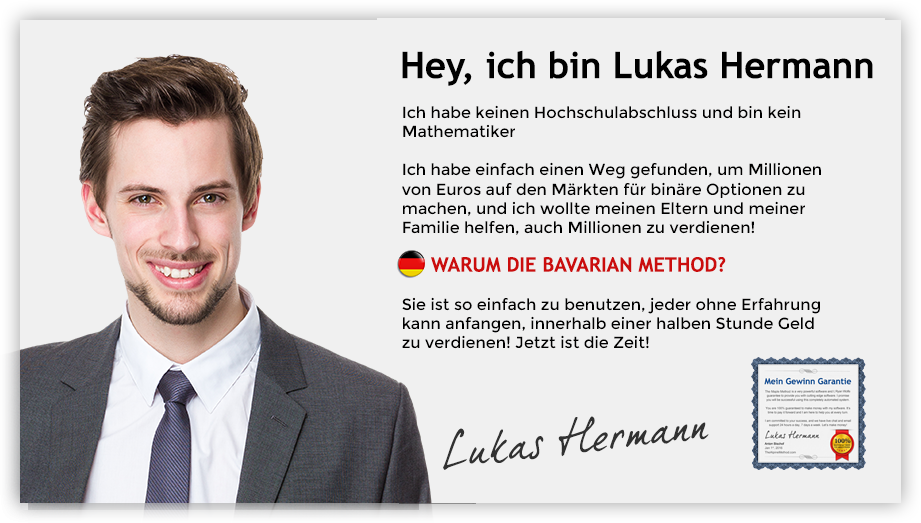 Hey, ich bin Lukas Hermann
Ich habe keinen Hochschulabschluss und bin kein
Mathematiker
Ich habe einfach einen Weg gefunden, um Millionen
von Euros auf den Märkten für binäre Optionen zu
machen, und ich wollte meinen Eltern und meiner
Familie helfen, auch Millionen zu verdienen!
WARUM DIE BAVARIAN METHOD?
Sie ist so einfach zu benutzen, jeder ohne Erfahrung
kann anfangen, innerhalb einer halben Stunde Geld
zu verdienen! Jetzt ist die Zeit!
Lukas Hermann
Mein Gewinn Garantie
Lukas Hermann
100%